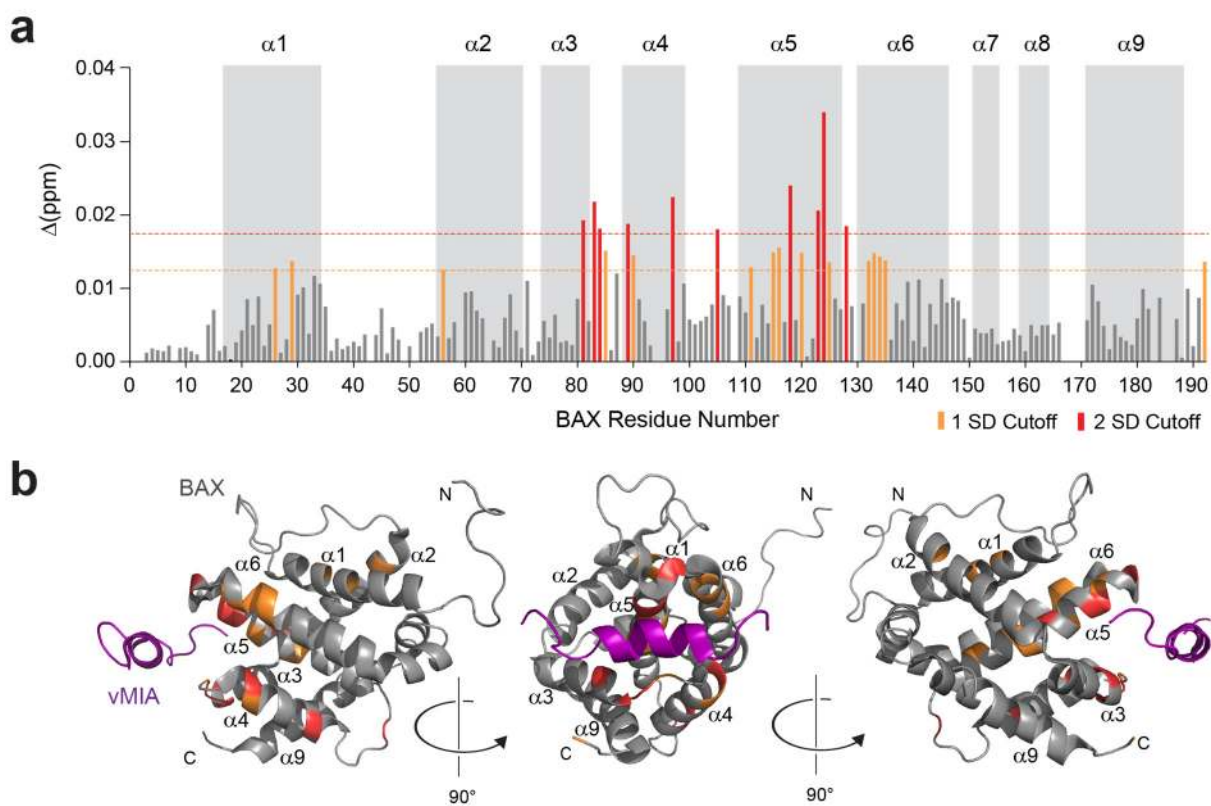 a
α1 α2 α3 α4 α5 α6 α7 α8 α9
0.04
0.03
0.02
0.01
0.00
Δ(ppm)
0 10 20 30 40 50 60 70 80 90 100 110 120 130 140 150 160 170 180 190
BAX Residue Number
1 SD Cutoff 2 SD Cutoff
b
BAX
N
α6 α1 α2
α5
vMIA
α3
α4
α9
C
90°
N
α1
α6
α2
α5
α3
α4
α9
C
90°
N
α1
α2
α6
α5
α3
α9
C